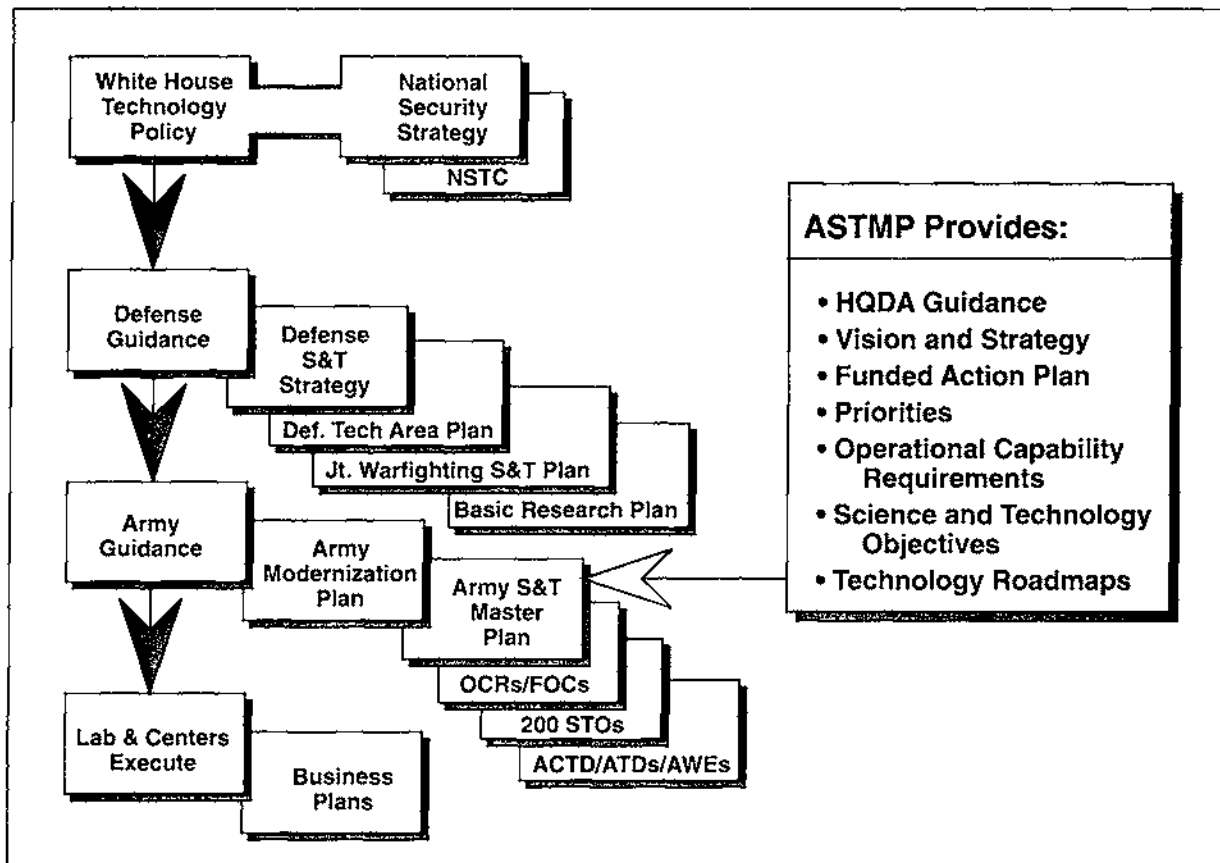 White House
Technology
Policy
National
Security
Strategy
NSTC
Defense
Guidance
Defense
S&T
Strategy
Def. Tech Area Plan
Jt. Warfighting S&T Plan
Basic Research Plan
Army
Guidance
Army
Modernization
Plan
Army S&T
Master
Plan
OCRs/FOCs
200 STOs
ACTD/ATDs/AWEs
Lab & Centers
Execute
Business
Plans
ASTMP Provides:
• HQDA Guidance
• Vision and Strategy
• Funded Action Plan
• Priorities
• Operational Capability
Requirements
• Science and Technology
Objectives
• Technology Roadmaps